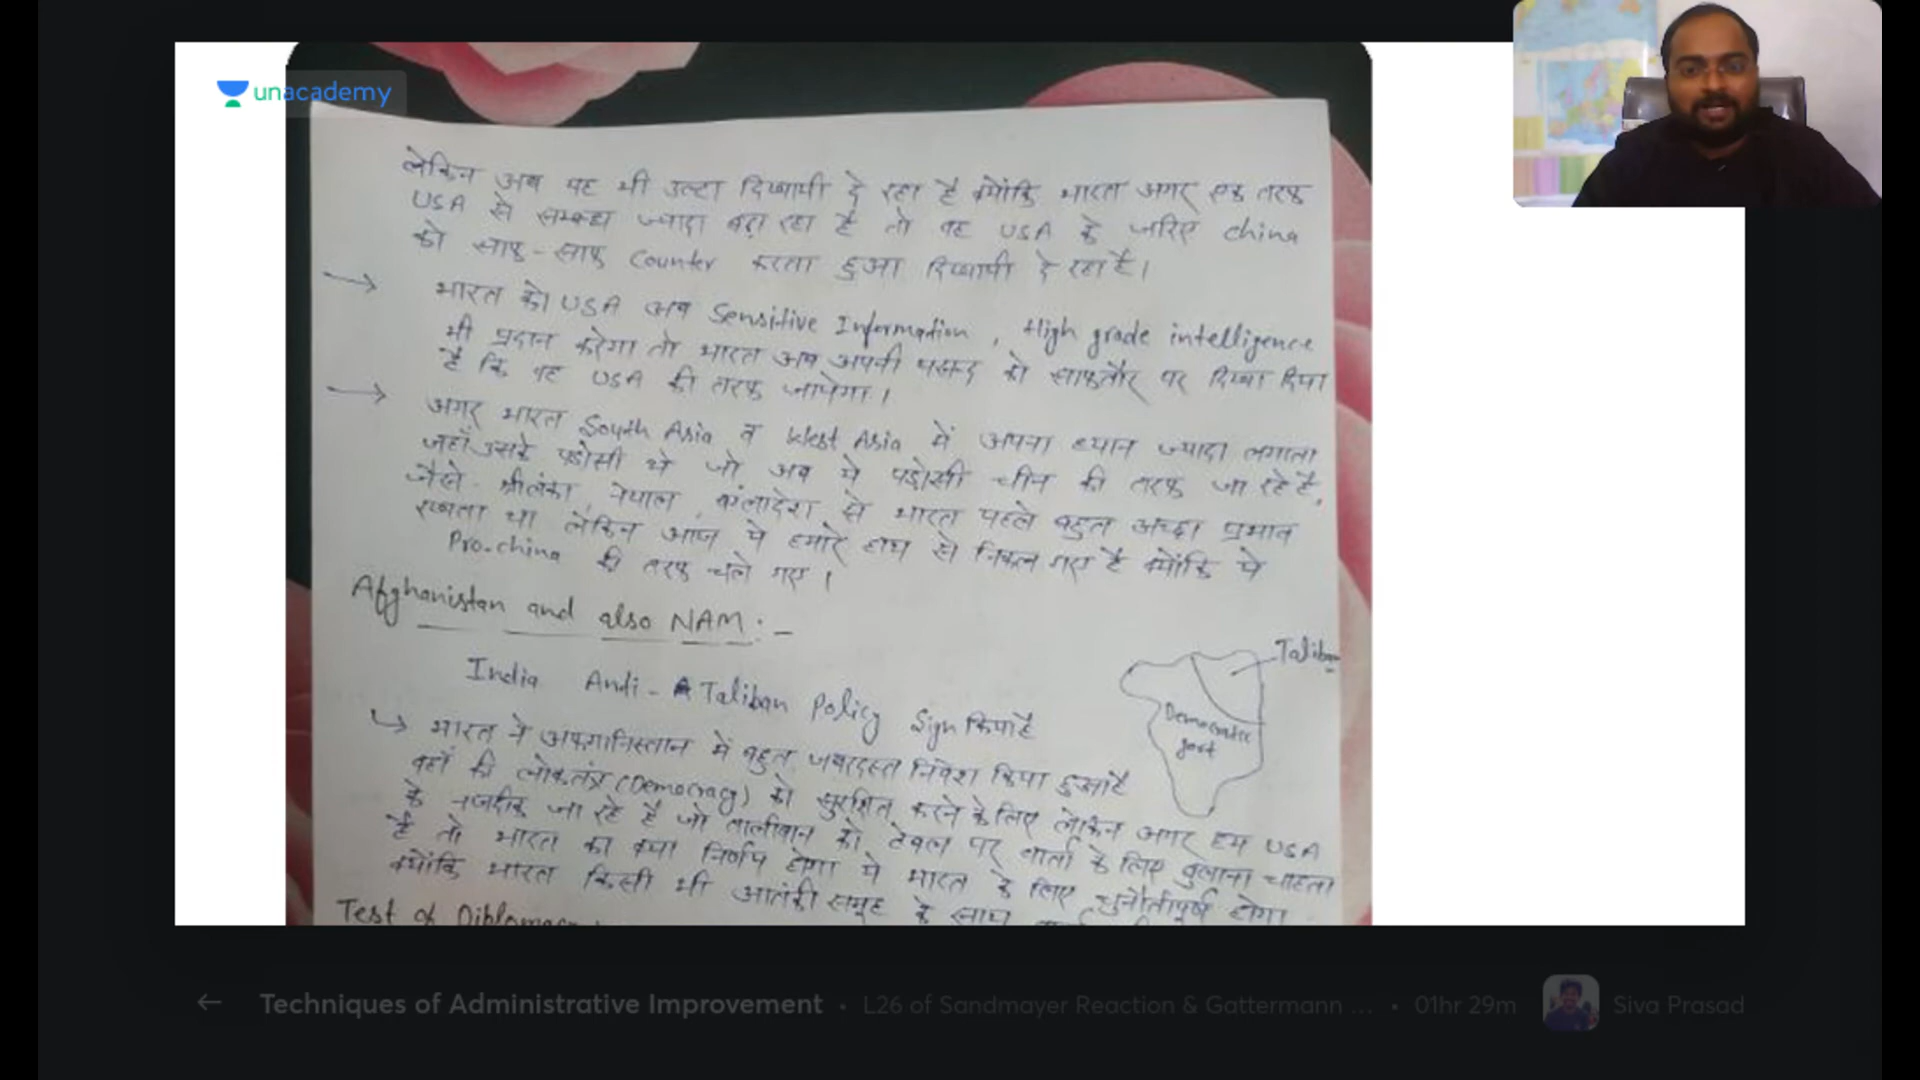 unacademy
लेकिन अब यह भी उल्टा दिखायी दे रहा है क्योंकि भारत अगर एक तरफ
USA से सम्बन्ध ज्यादा बढ़ा रहा है तो वह USA के जरिए china
को साफ-साफ Counter करता हुआ दिखायी दे रहा है।
→ भारत को USA अब Sensitive Information, High grade intelligence
भी प्रदान करेगा तो भारत अब अपनी पसन्द को साफतौर पर दिखा दिया
है कि वह USA की तरफ जायेगा।
→ अगर भारत South Asia व West Asia में अपना ध्यान ज्यादा लगाता
जहाँ उसके पड़ोसी थे जो अब ये पड़ोसी चीन की तरफ जा रहे है,
जैसे- श्रीलंका, नेपाल, बांलादेश से भारत पहले बहुत अच्छा प्रभाव
रखता था लेकिन आज ये हमारे हाथ से निकल गए है क्योंकि ये
Pro-china की तरफ चले गए।
Afghanistan and also NAM:-
Taliban
India Anti- Taliban Policy Sign किया है
Democratic
govt
↳ भारत ने अफगानिस्तान में बहुत जबरदस्त निवेश किया हुआ है
वहाँ की लोकतंत्र (Democracy) को सुरक्षित करने के लिए लेकिन अगर हम USA
के नजदीक जा रहे है जो तालीबान को टेबल पर वार्ता के लिए बुलाना चाहता
है तो भारत का क्या निर्णय होगा ये भारत के लिए चुनौतीपूर्ण होगा
क्योंकि भारत किसी भी आतंकी समूह के साथ
Test of Diplomacy
← Techniques of Administrative Improvement • L26 of Sandmayer Reaction & Gattermann ... • 01hr 29m Siva Prasad